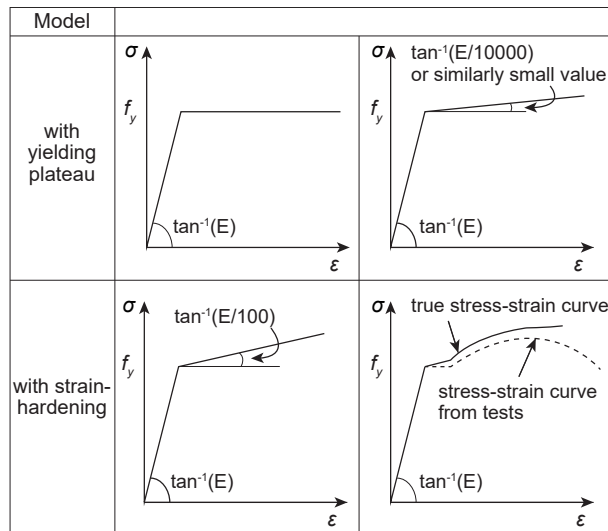 Model
with
yielding
plateau
σ
f_y
tan⁻¹(E)
ε
σ
tan⁻¹(E/10000)
or similarly small value
f_y
tan⁻¹(E)
ε
with strain-
hardening
σ
tan⁻¹(E/100)
f_y
tan⁻¹(E)
ε
σ
true stress-strain curve
f_y
stress-strain curve
from tests
tan⁻¹(E)
ε